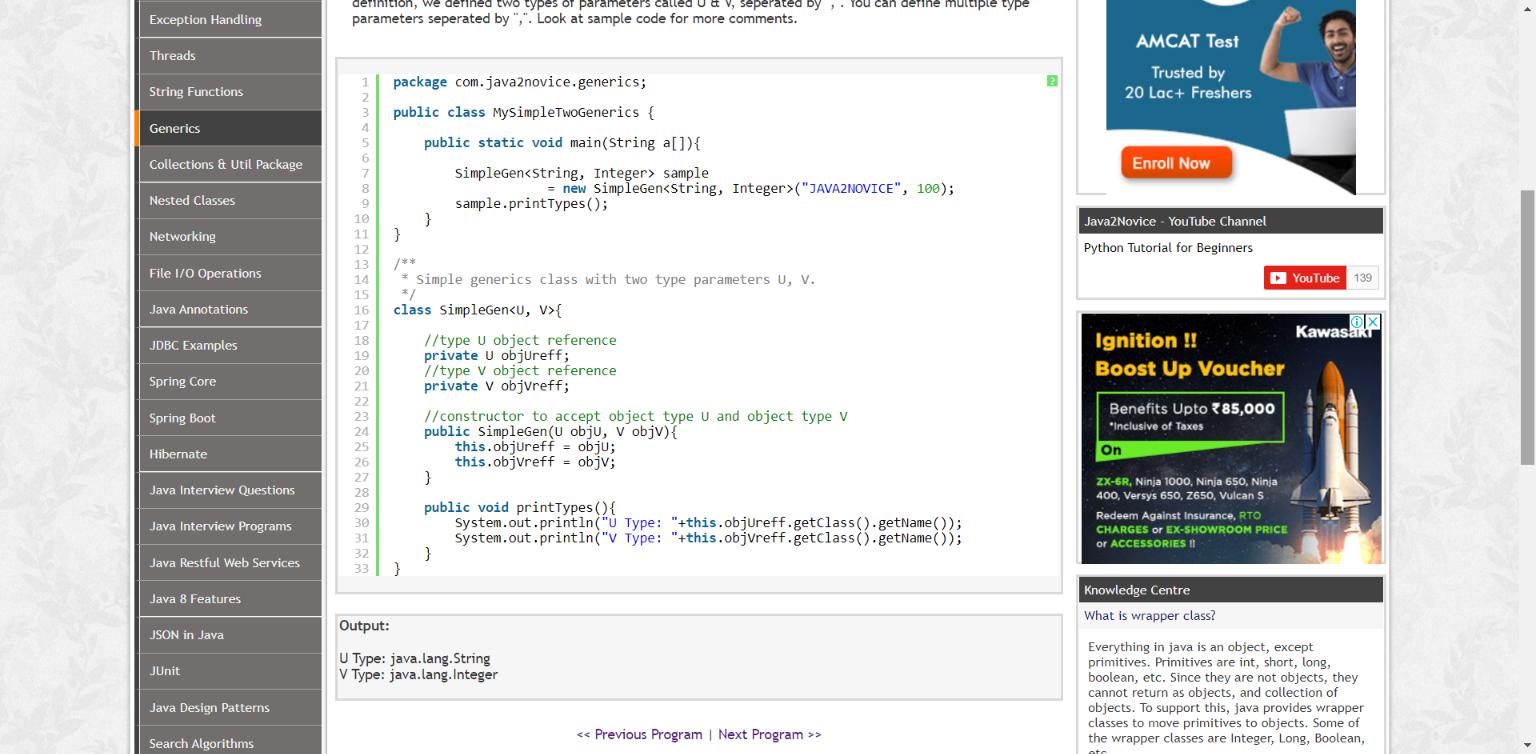 Exception Handling
Threads
String Functions
Generics
Collections & Util Package
Nested Classes
Networking
File I/O Operations
Java Annotations
JDBC Examples
Spring Core
Spring Boot
Hibernate
Java Interview Questions
Java Interview Programs
Java Restful Web Services
Java 8 Features
JSON in Java
JUnit
Java Design Patterns
Search Algorithms
definition, we defined two types of parameters called U & V, seperated by ",". You can define multiple type
parameters seperated by ",". Look at sample code for more comments.
?
1 package com.java2novice.generics;
2
3 public class MySimpleTwoGenerics {
4
5     public static void main(String a[]){
6
7         SimpleGen<String, Integer> sample
8                     = new SimpleGen<String, Integer>("JAVA2NOVICE", 100);
9         sample.printTypes();
10     }
11 }
12
13 /**
14  * Simple generics class with two type parameters U, V.
15  */
16 class SimpleGen<U, V>{
17
18     //type U object reference
19     private U objUreff;
20     //type V object reference
21     private V objVreff;
22
23     //constructor to accept object type U and object type V
24     public SimpleGen(U objU, V objV){
25         this.objUreff = objU;
26         this.objVreff = objV;
27     }
28
29     public void printTypes(){
30         System.out.println("U Type: "+this.objUreff.getClass().getName());
31         System.out.println("V Type: "+this.objVreff.getClass().getName());
32     }
33 }
Output:
U Type: java.lang.String
V Type: java.lang.Integer
<< Previous Program | Next Program >>
AMCAT Test
Trusted by
20 Lac+ Freshers
Enroll Now
Java2Novice - YouTube Channel
Python Tutorial for Beginners
YouTube 139
Kawasaki
Ignition !!
Boost Up Voucher
Benefits Upto ₹85,000
*Inclusive of Taxes
On
ZX-6R, Ninja 1000, Ninja 650, Ninja
400, Versys 650, Z650, Vulcan S
Redeem Against Insurance, RTO
CHARGES or EX-SHOWROOM PRICE
or ACCESSORIES !!
Knowledge Centre
What is wrapper class?
Everything in java is an object, except
primitives. Primitives are int, short, long,
boolean, etc. Since they are not objects, they
cannot return as objects, and collection of
objects. To support this, java provides wrapper
classes to move primitives to objects. Some of
the wrapper classes are Integer, Long, Boolean,
etc.